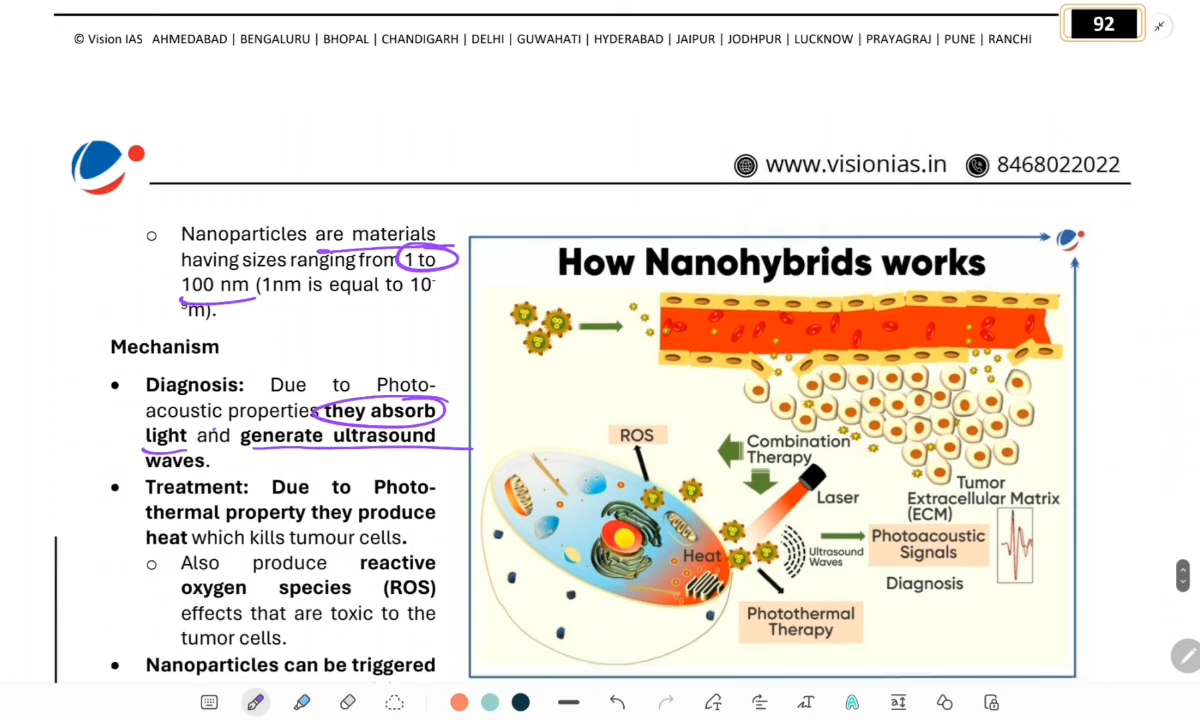 92
© Vision IAS AHMEDABAD | BENGALURU | BHOPAL | CHANDIGARH | DELHI | GUWAHATI | HYDERABAD | JAIPUR | JODHPUR | LUCKNOW | PRAYAGRAJ | PUNE | RANCHI
www.visionias.in 8468022022
○ Nanoparticles are materials
having sizes ranging from 1 to
100 nm (1nm is equal to 10⁻
⁹m).
Mechanism
• Diagnosis: Due to Photo-
acoustic properties they absorb
light and generate ultrasound
waves.
• Treatment: Due to Photo-
thermal property they produce
heat which kills tumour cells.
○ Also produce reactive
oxygen species (ROS)
effects that are toxic to the
tumor cells.
• Nanoparticles can be triggered
How Nanohybrids works
ROS
Combination
Therapy
Laser
Tumor
Extracellular Matrix
(ECM)
Heat
Ultrasound
Waves
Photoacoustic
Signals
Diagnosis
Photothermal
Therapy